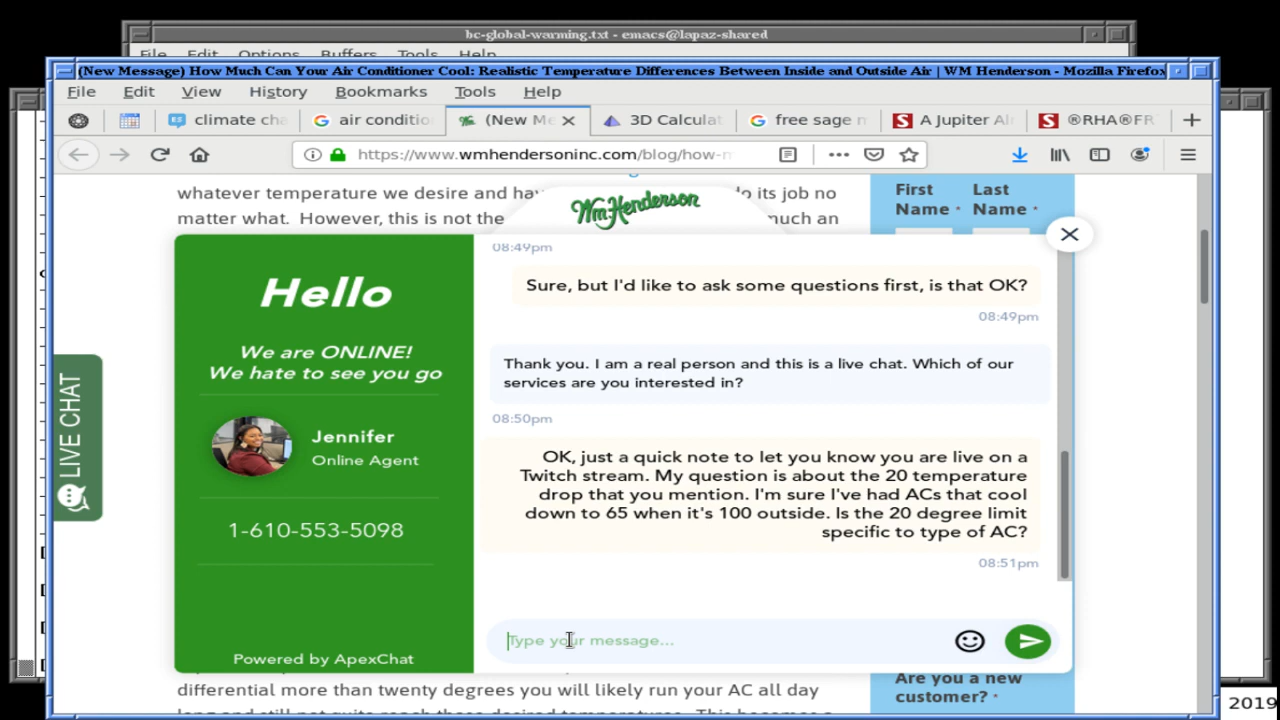 bc-global-warming.txt - emacs@lapaz-shared
File Edit Options Buffers Tools Help
(New Message) How Much Can Your Air Conditioner Cool: Realistic Temperature Differences Between Inside and Outside Air | WM Henderson - Mozilla Firefox
File Edit View History Bookmarks Tools Help
climate cha
air conditio
(New Me
3D Calculat
free sage m
A Jupiter Al
®RHA®FR
https://www.wmhendersoninc.com/blog/how-m
whatever temperature we desire and hav
o its job no
matter what. However, this is not the
much an
Wm Henderson
First Name *
Last Name *
LIVE CHAT
Hello
We are ONLINE!
We hate to see you go
Jennifer
Online Agent
1-610-553-5098
Powered by ApexChat
08:49pm
Sure, but I'd like to ask some questions first, is that OK?
08:49pm
Thank you. I am a real person and this is a live chat. Which of our
services are you interested in?
08:50pm
OK, just a quick note to let you know you are live on a
Twitch stream. My question is about the 20 temperature
drop that you mention. I'm sure I've had ACs that cool
down to 65 when it's 100 outside. Is the 20 degree limit
specific to type of AC?
08:51pm
Type your message...
differential more than twenty degrees you will likely run your AC all day
Are you a new
customer? *
2019